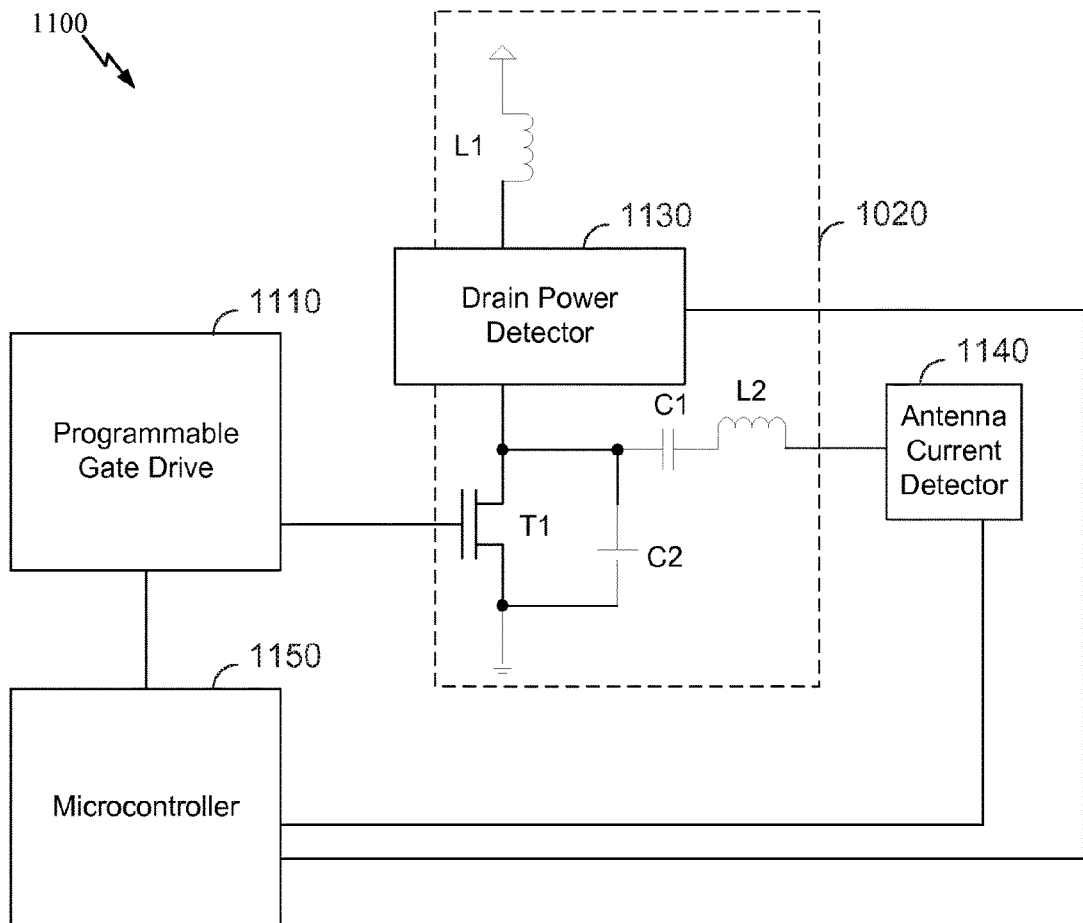 1100
L1
1130
1020
Drain Power
Detector
1110
1140
Programmable
Gate Drive
C1
L2
Antenna
Current
Detector
T1
C2
1150
Microcontroller